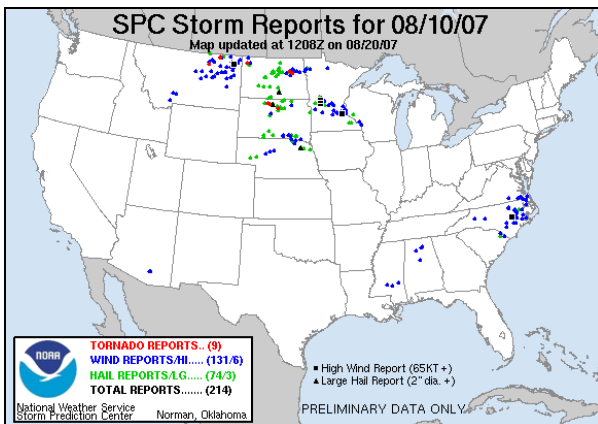 SPC Storm Reports for 08/10/07
Map updated at 1208Z on 08/20/07
NOAA
TORNADO REPORTS.. (9)
WIND REPORTS/HI..... (131/6)
HAIL REPORTS/LG..... (74/3)
TOTAL REPORTS....... (214)
National Weather Service
Storm Prediction Center Norman, Oklahoma
High Wind Report (65KT +)
Large Hail Report (2" dia. +)
PRELIMINARY DATA ONLY